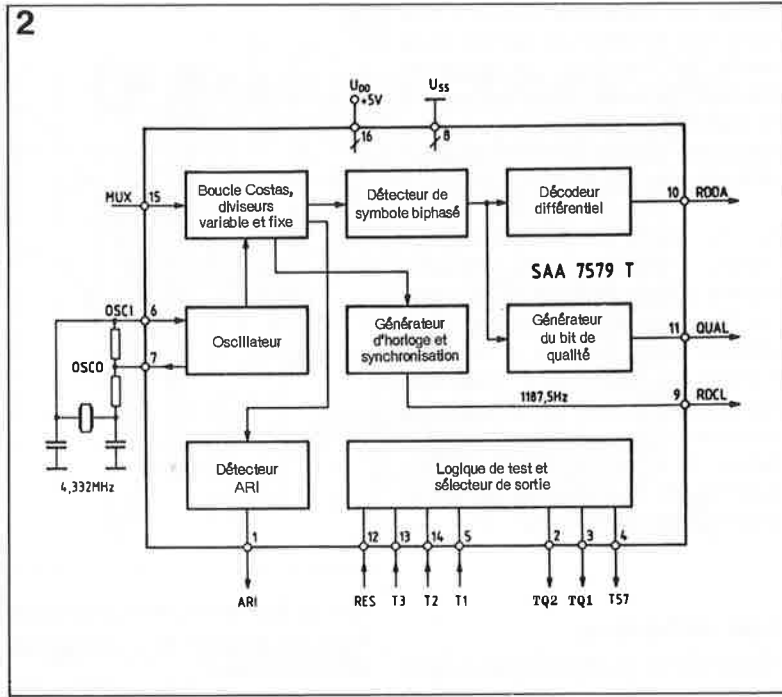 2
UDD
+5V
USS
16
8
MUX
15
Boucle Costas,
diviseurs
variable et fixe
Détecteur de
symbole biphasé
Décodeur
différentiel
10
RDDA
SAA 7579 T
OSCI
6
Oscillateur
Générateur
d'horloge et
synchronisation
Générateur
du bit de
qualité
11
QUAL
OSCO
7
1187,5Hz
9
RDCL
4,332MHz
Détecteur
ARI
Logique de test et
sélecteur de sortie
1
12
13
14
5
2
3
4
ARI
RES
T3
T2
T1
TQ2
TQ1
T57